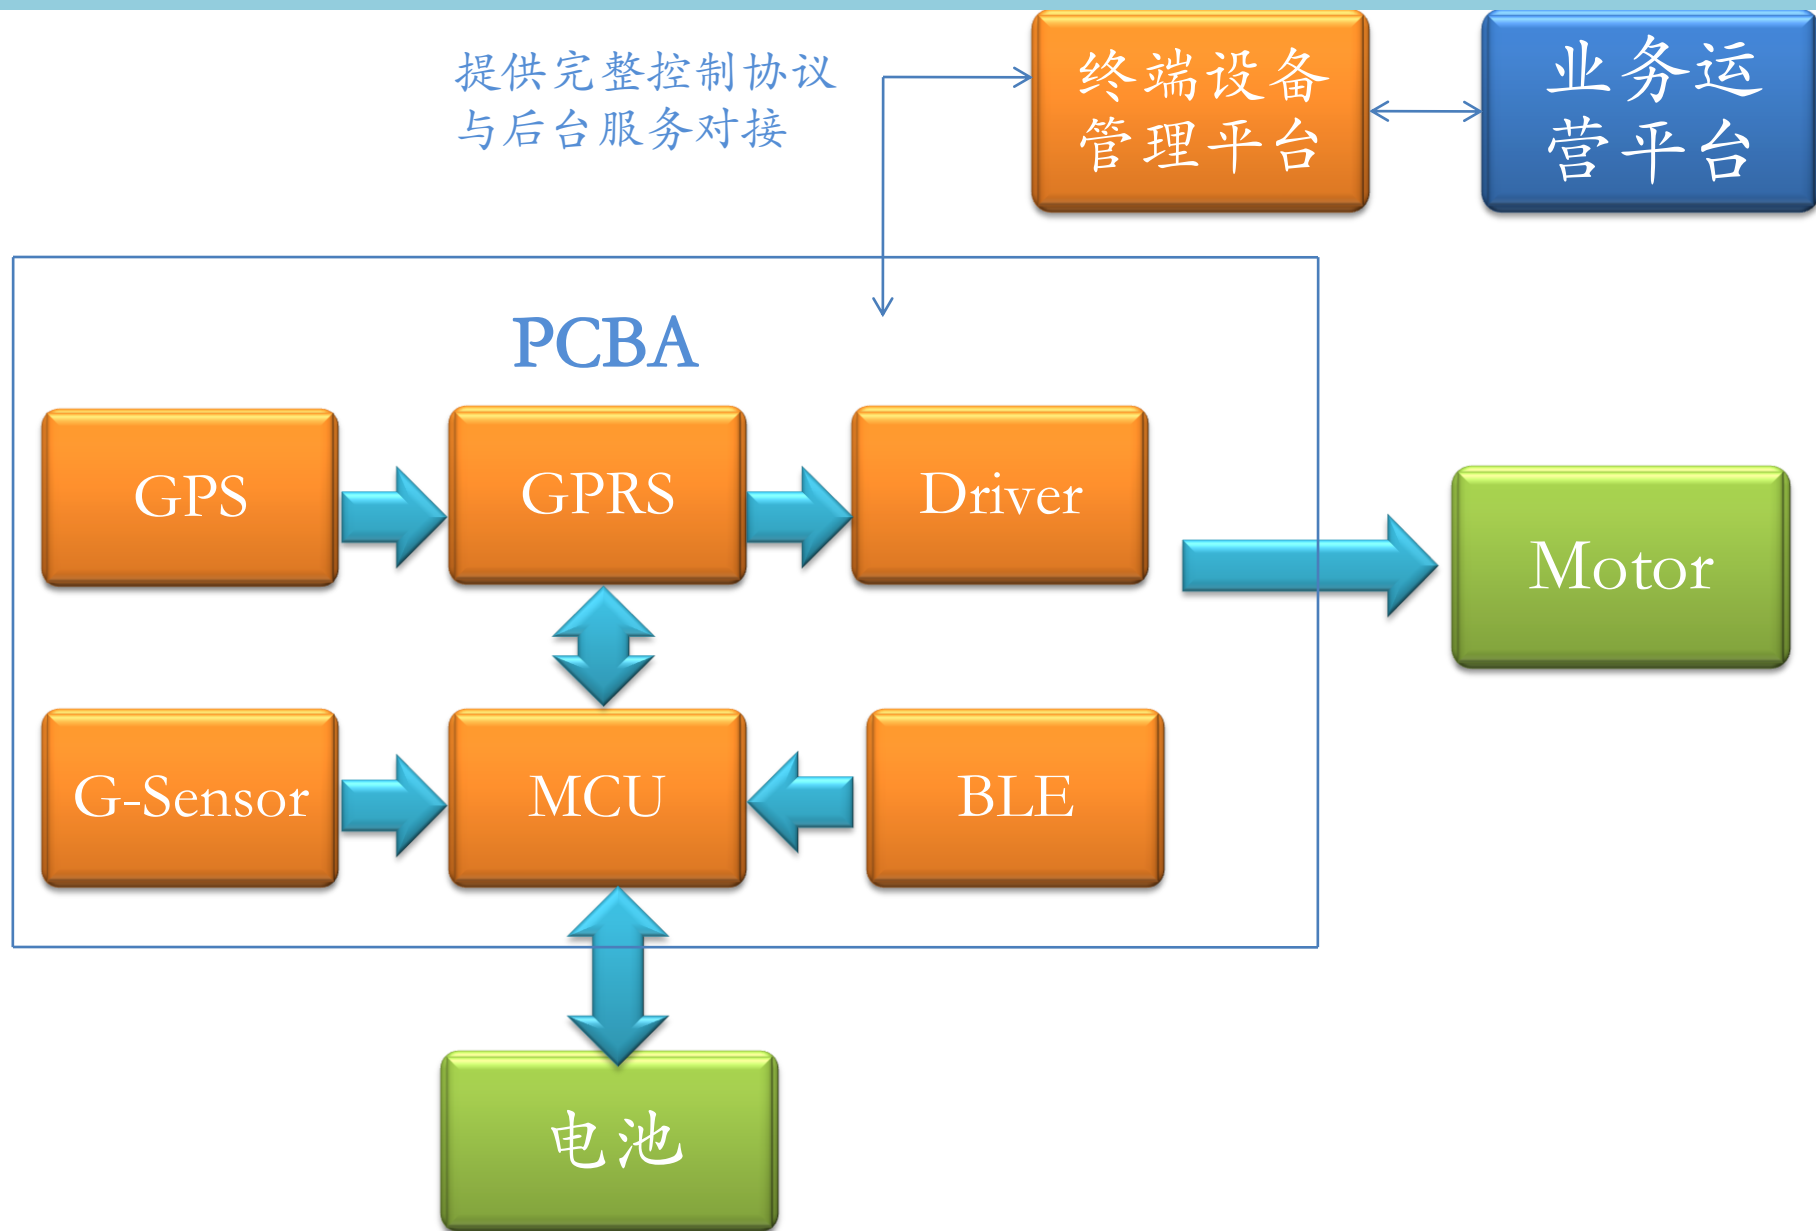 提供完整控制协议
与后台服务对接
终端设备
管理平台
业务运
营平台
PCBA
GPS
GPRS
Driver
Motor
G-Sensor
MCU
BLE
电池